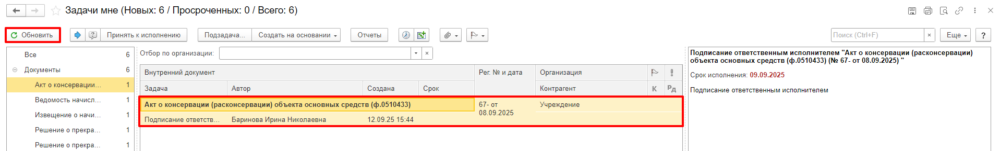 Задачи мне (Новых: 6 / Просроченных: 0 / Всего: 6)
Обновить Принять к исполнению Подзадача... Создать на основании Отчеты Поиск (Ctrl+F) × Еще ?
Все 6
Документы 6
Акт о консервации... 1
Ведомость начисл... 1
Извещение о начи... 1
Решение о прекра... 1
Решение о прекра... 1
Отбор по организации: ×
Внутренний документ Рег. № и дата Организация
Задача Автор Создана Срок Контрагент К Рд
Акт о консервации (расконсервации) объекта основных средств (ф.0510433) 67- от Учреждение
08.09.2025
Подписание ответств... Баринова Ирина Николаевна 12.09.25 15:44
Подписание ответственным исполнителем "Акт о консервации (расконсервации)
объекта основных средств (ф.0510433) (№ 67- от 08.09.2025) "
Срок исполнения: 09.09.2025
Подписание ответственным исполнителем